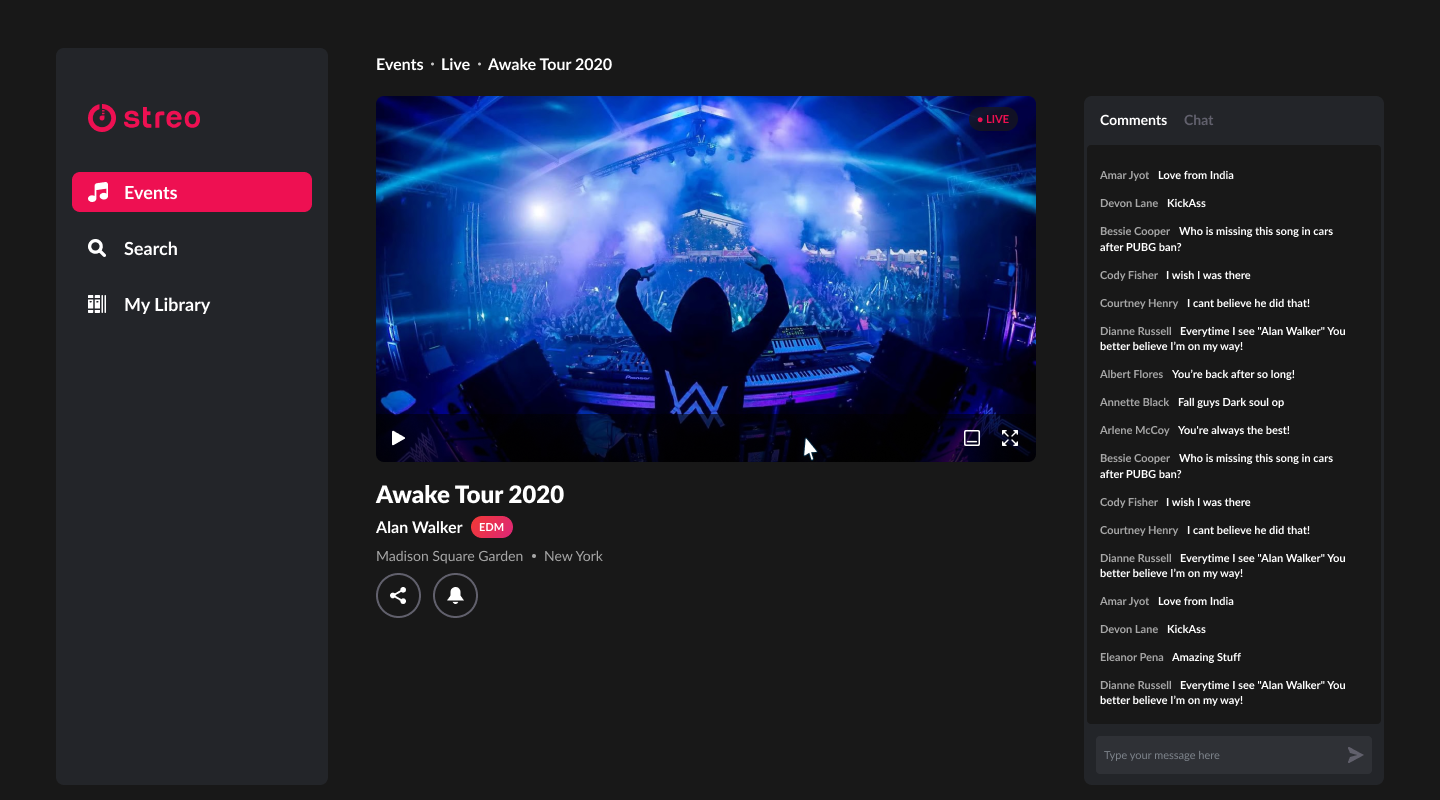 streo
Events
Search
My Library
Events • Live • Awake Tour 2020
• LIVE
Awake Tour 2020
Alan Walker EDM
Madison Square Garden • New York
Comments Chat
Amar Jyot Love from India
Devon Lane KickAss
Bessie Cooper Who is missing this song in cars
after PUBG ban?
Cody Fisher I wish I was there
Courtney Henry I cant believe he did that!
Dianne Russell Everytime I see "Alan Walker" You
better believe I'm on my way!
Albert Flores You're back after so long!
Annette Black Fall guys Dark soul op
Arlene McCoy You're always the best!
Bessie Cooper Who is missing this song in cars
after PUBG ban?
Cody Fisher I wish I was there
Courtney Henry I cant believe he did that!
Dianne Russell Everytime I see "Alan Walker" You
better believe I'm on my way!
Amar Jyot Love from India
Devon Lane KickAss
Eleanor Pena Amazing Stuff
Dianne Russell Everytime I see "Alan Walker" You
better believe I'm on my way!
Type your message here